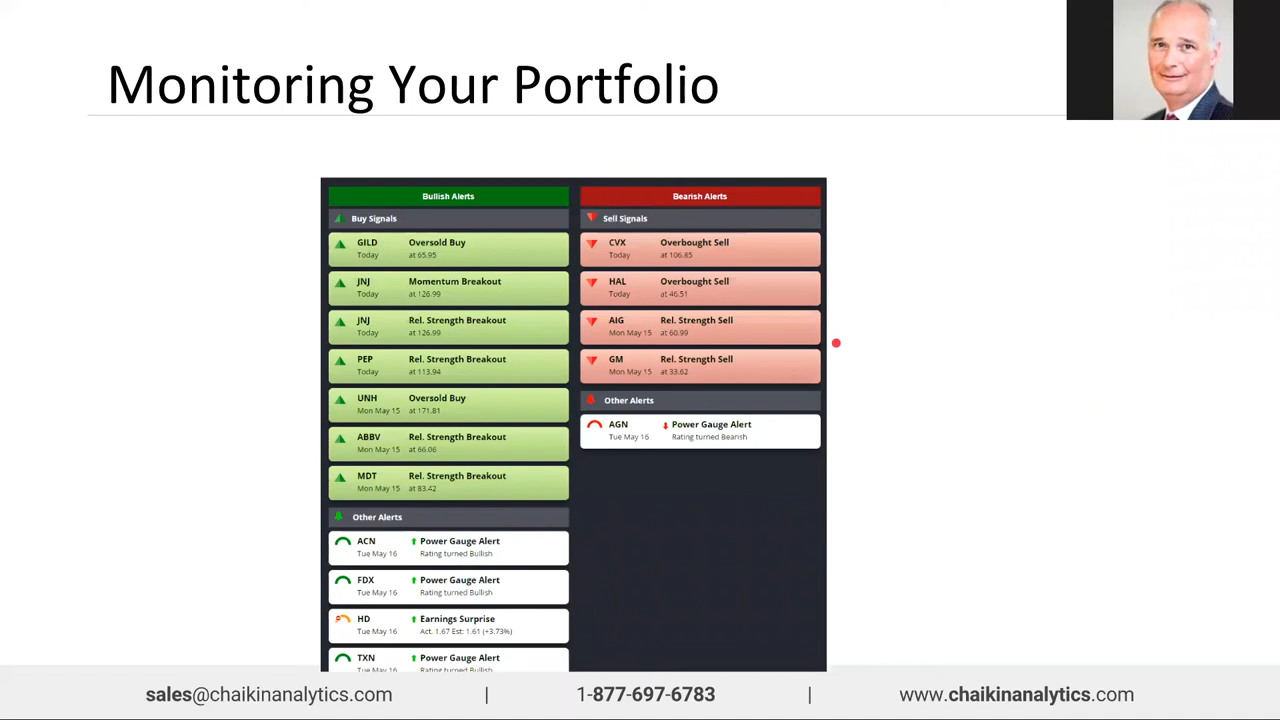 Monitoring Your Portfolio
Bullish Alerts
Buy Signals
GILD Oversold Buy
Today at 65.95
JNJ Momentum Breakout
Today at 126.99
JNJ Rel. Strength Breakout
Today at 126.99
PEP Rel. Strength Breakout
Today at 113.94
UNH Oversold Buy
Mon May 15 at 171.81
ABBV Rel. Strength Breakout
Mon May 15 at 66.06
MDT Rel. Strength Breakout
Mon May 15 at 83.42
Other Alerts
ACN Power Gauge Alert
Tue May 16 Rating turned Bullish
FDX Power Gauge Alert
Tue May 16 Rating turned Bullish
HD Earnings Surprise
Tue May 16 Act. 1.67 Est: 1.61 (+3.73%)
TXN Power Gauge Alert
Tue May 16 Rating turned Bullish
Bearish Alerts
Sell Signals
CVX Overbought Sell
Today at 106.85
HAL Overbought Sell
Today at 46.51
AIG Rel. Strength Sell
Mon May 15 at 60.99
GM Rel. Strength Sell
Mon May 15 at 33.62
Other Alerts
AGN Power Gauge Alert
Tue May 16 Rating turned Bearish
sales@chaikinanalytics.com | 1-877-697-6783 | www.chaikinanalytics.com